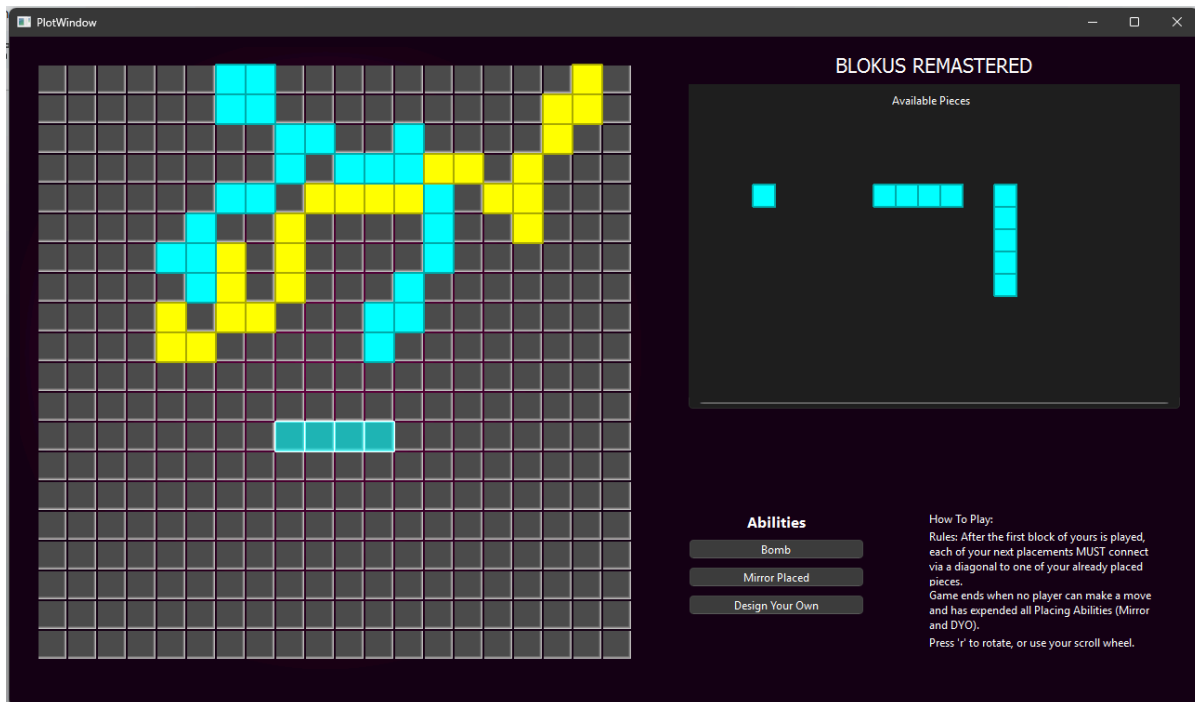 PlotWindow
BLOKUS REMASTERED
Available Pieces
Abilities
Bomb
Mirror Placed
Design Your Own
How To Play:
Rules: After the first block of yours is played,
each of your next placements MUST connect
via a diagonal to one of your already placed
pieces.
Game ends when no player can make a move
and has expended all Placing Abilities (Mirror
and DYO).
Press 'r' to rotate, or use your scroll wheel.